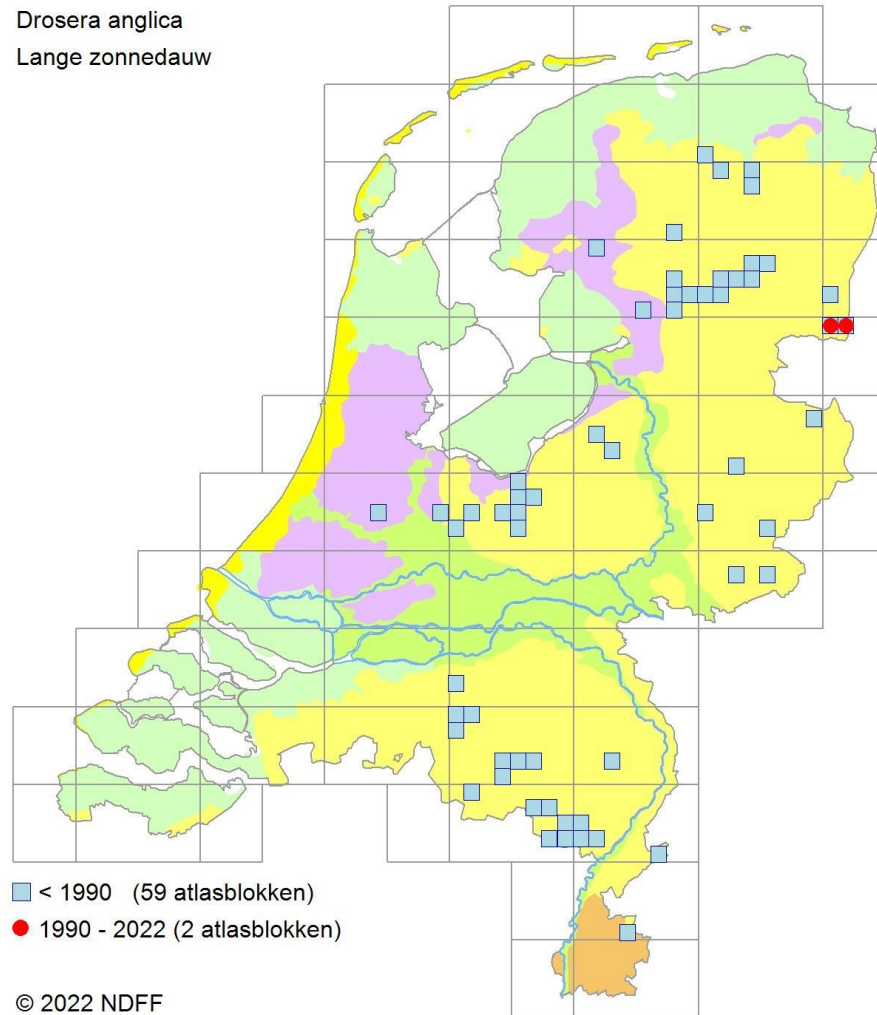 Drosera anglica
Lange zonnedauw
< 1990 (59 atlasblokken)
1990 - 2022 (2 atlasblokken)
© 2022 NDFF